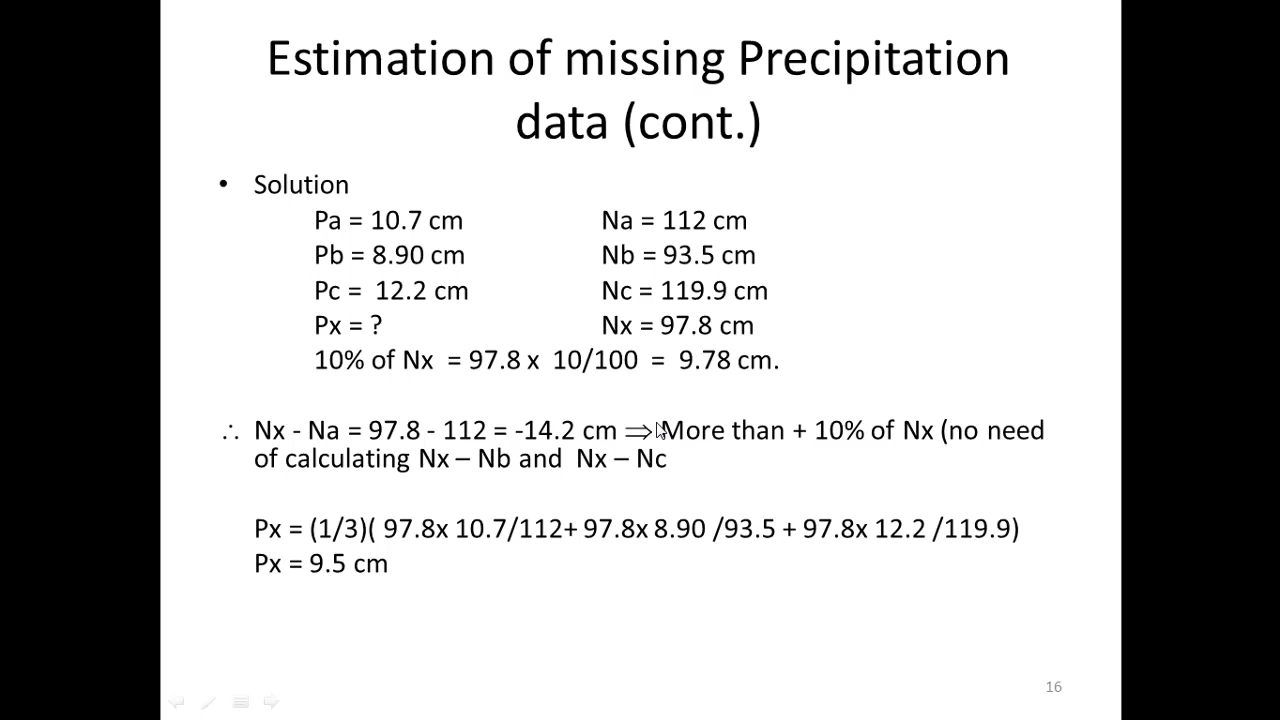 Estimation of missing Precipitation
data (cont.)
• Solution
Pa = 10.7 cm Na = 112 cm
Pb = 8.90 cm Nb = 93.5 cm
Pc = 12.2 cm Nc = 119.9 cm
Px = ? Nx = 97.8 cm
10% of Nx = 97.8 x 10/100 = 9.78 cm.
∴ Nx - Na = 97.8 - 112 = -14.2 cm ⇒ More than + 10% of Nx (no need
of calculating Nx – Nb and Nx – Nc
Px = (1/3)( 97.8x 10.7/112+ 97.8x 8.90 /93.5 + 97.8x 12.2 /119.9)
Px = 9.5 cm
16